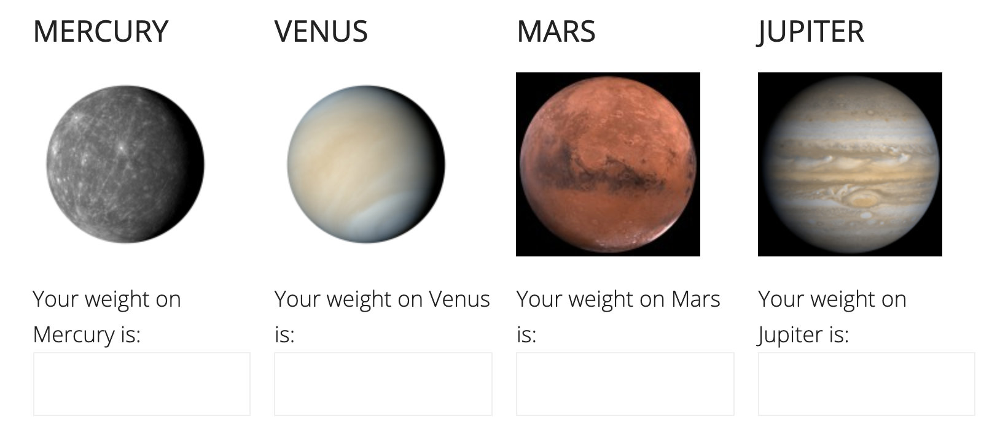 MERCURY
VENUS
MARS
JUPITER
Your weight on
Mercury is:
Your weight on Venus
is:
Your weight on Mars
is:
Your weight on
Jupiter is: